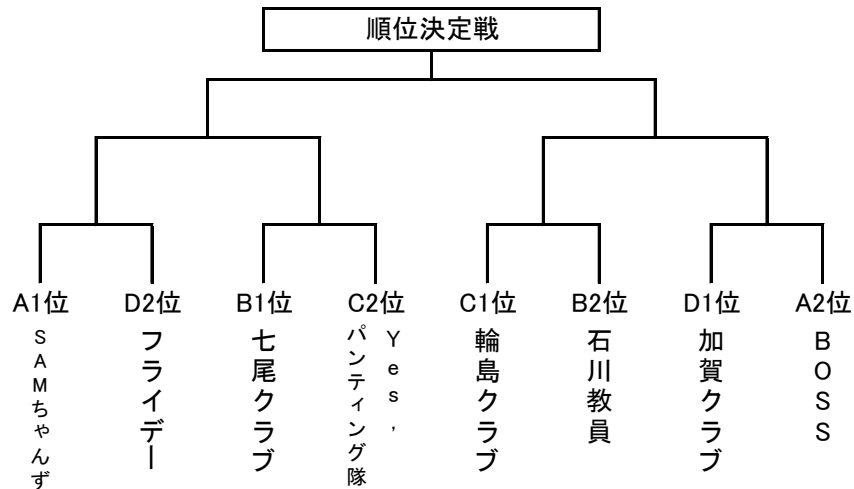 順位決定戦
A1位
D2位
B1位
C2位
C1位
B2位
D1位
A2位
SAMちゃんず
フライデー
七尾クラブ
Yes,
パンティング隊
輪島クラブ
石川教員
加賀クラブ
BOSS